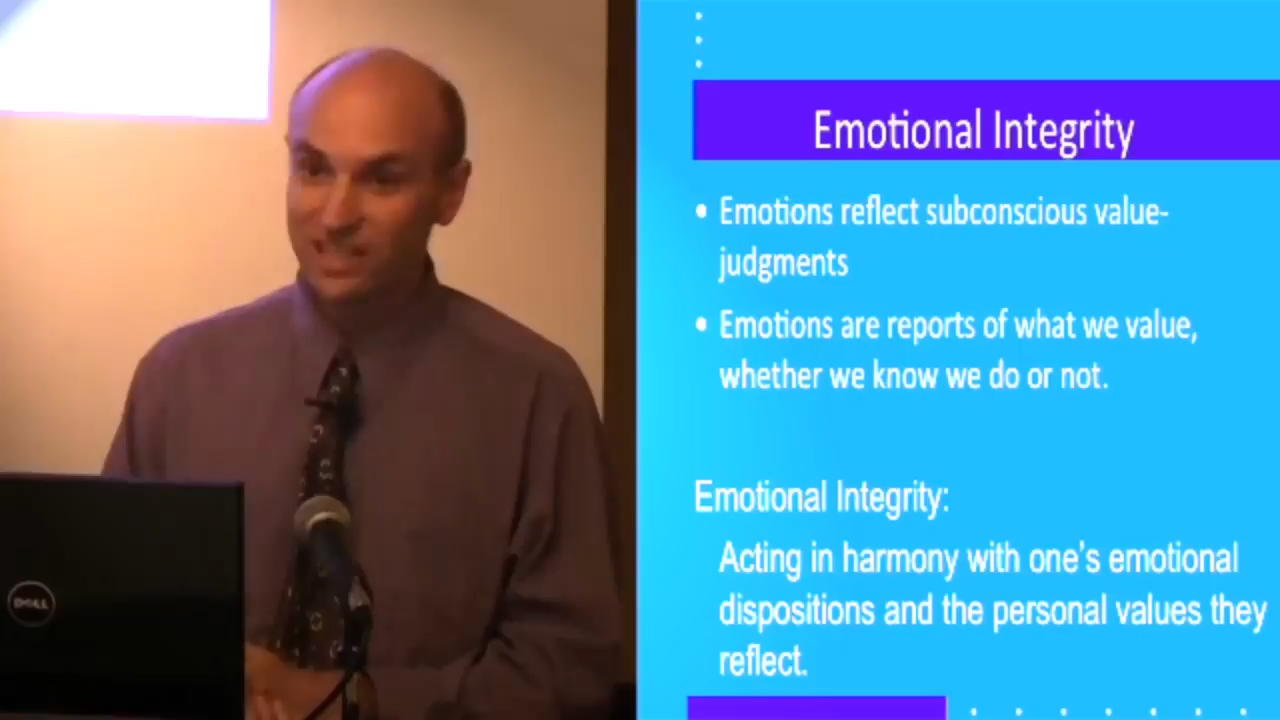 Emotional Integrity
• Emotions reflect subconscious value-
judgments
• Emotions are reports of what we value,
whether we know we do or not.
Emotional Integrity:
Acting in harmony with one's emotional
dispositions and the personal values they
reflect.
DELL